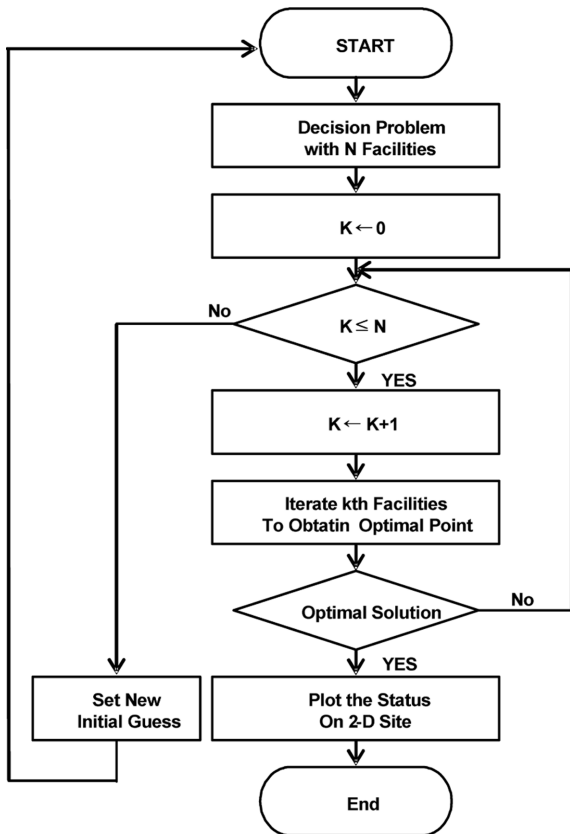 START
Decision Problem
with N Facilities
K ← 0
K ≤ N
No
YES
K ← K+1
Iterate kth Facilities
To Obtatin Optimal Point
Optimal Solution
No
YES
Set New
Initial Guess
Plot the Status
On 2-D Site
End